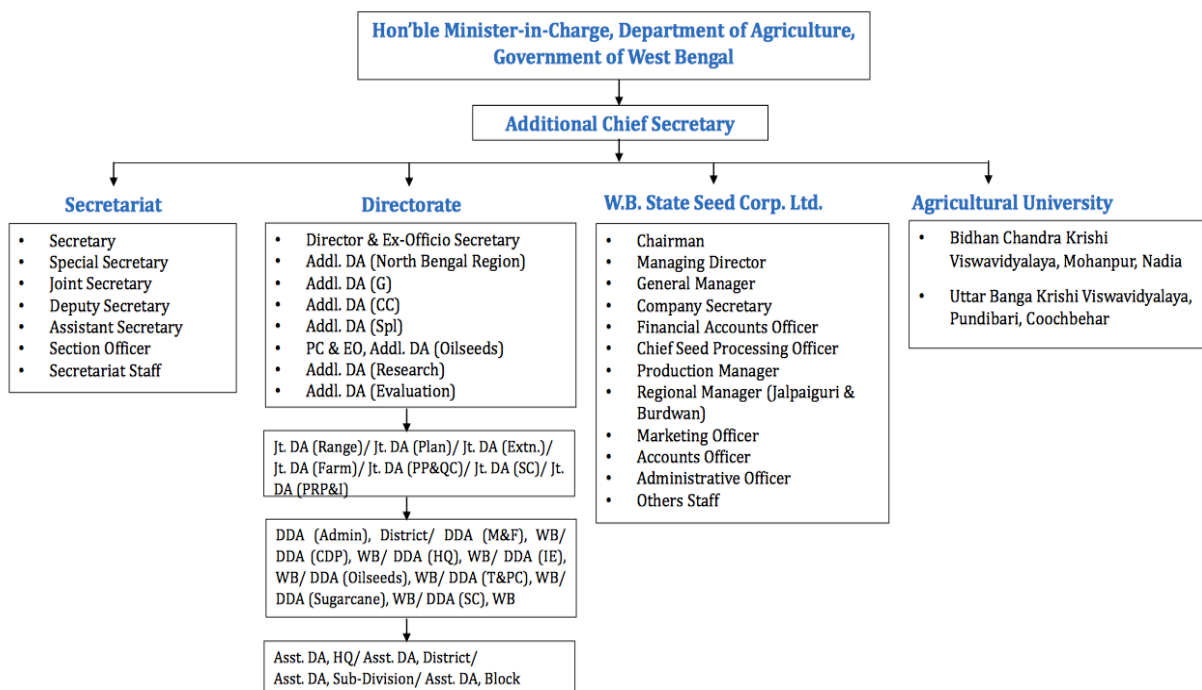 Hon’ble Minister-in-Charge, Department of Agriculture,
Government of West Bengal
Additional Chief Secretary
Secretariat
• Secretary
• Special Secretary
• Joint Secretary
• Deputy Secretary
• Assistant Secretary
• Section Officer
• Secretariat Staff
Directorate
• Director & Ex-Officio Secretary
• Addl. DA (North Bengal Region)
• Addl. DA (G)
• Addl. DA (CC)
• Addl. DA (Spl)
• PC & EO, Addl. DA (Oilseeds)
• Addl. DA (Research)
• Addl. DA (Evaluation)
Jt. DA (Range)/ Jt. DA (Plan)/ Jt. DA (Extn.)/
Jt. DA (Farm)/ Jt. DA (PP&QC)/ Jt. DA (SC)/ Jt.
DA (PRP&I)
DDA (Admin), District/ DDA (M&F), WB/
DDA (CDP), WB/ DDA (HQ), WB/ DDA (IE),
WB/ DDA (Oilseeds), WB/ DDA (T&PC), WB/
DDA (Sugarcane), WB/ DDA (SC), WB
Asst. DA, HQ/ Asst. DA, District/
Asst. DA, Sub-Division/ Asst. DA, Block
W.B. State Seed Corp. Ltd.
• Chairman
• Managing Director
• General Manager
• Company Secretary
• Financial Accounts Officer
• Chief Seed Processing Officer
• Production Manager
• Regional Manager (Jalpaiguri &
Burdwan)
• Marketing Officer
• Accounts Officer
• Administrative Officer
• Others Staff
Agricultural University
• Bidhan Chandra Krishi
Viswavidyalaya, Mohanpur, Nadia
• Uttar Banga Krishi Viswavidyalaya,
Pundibari, Coochbehar